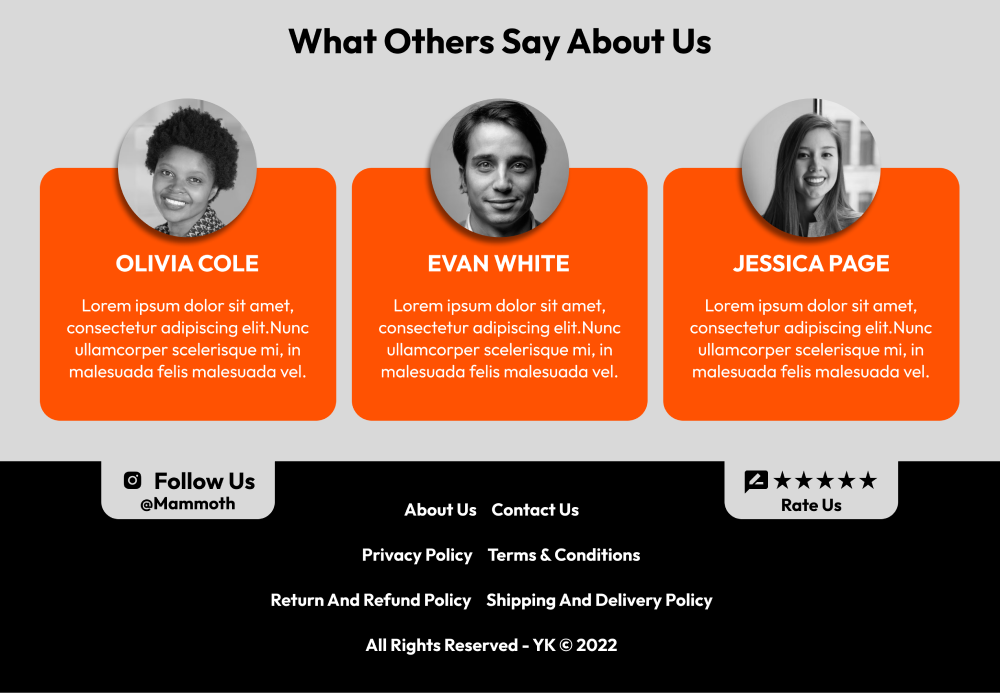 What Others Say About Us
OLIVIA COLE
Lorem ipsum dolor sit amet,
consectetur adipiscing elit.Nunc
ullamcorper scelerisque mi, in
malesuada felis malesuada vel.
EVAN WHITE
Lorem ipsum dolor sit amet,
consectetur adipiscing elit.Nunc
ullamcorper scelerisque mi, in
malesuada felis malesuada vel.
JESSICA PAGE
Lorem ipsum dolor sit amet,
consectetur adipiscing elit.Nunc
ullamcorper scelerisque mi, in
malesuada felis malesuada vel.
Follow Us
@Mammoth
Rate Us
About Us Contact Us
Privacy Policy Terms & Conditions
Return And Refund Policy Shipping And Delivery Policy
All Rights Reserved - YK © 2022